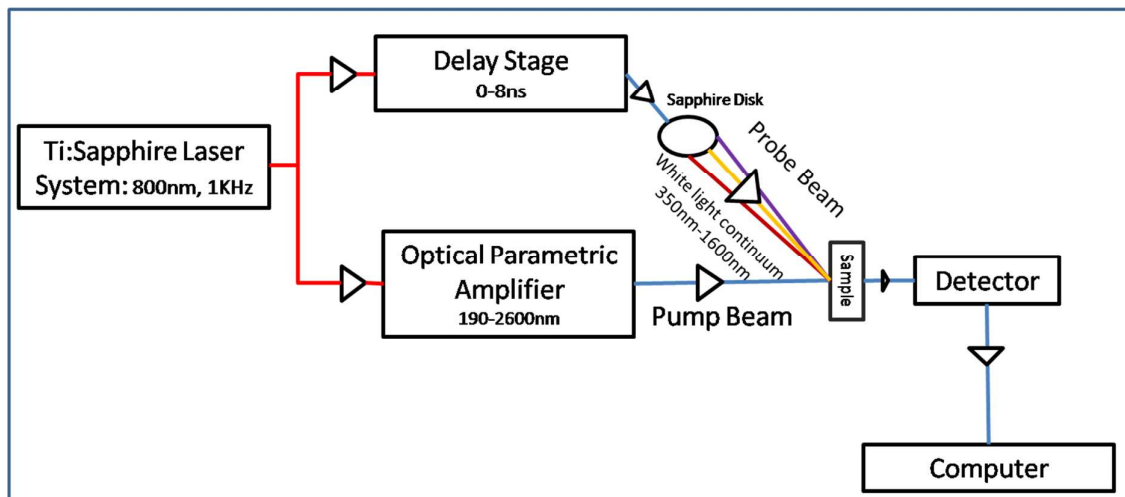 Delay Stage
0-8ns
Sapphire Disk
Ti:Sapphire Laser
System: 800nm, 1KHz
Probe Beam
White light continuum
350nm-1600nm
Optical Parametric
Amplifier
190-2600nm
Pump Beam
Sample
Detector
Computer